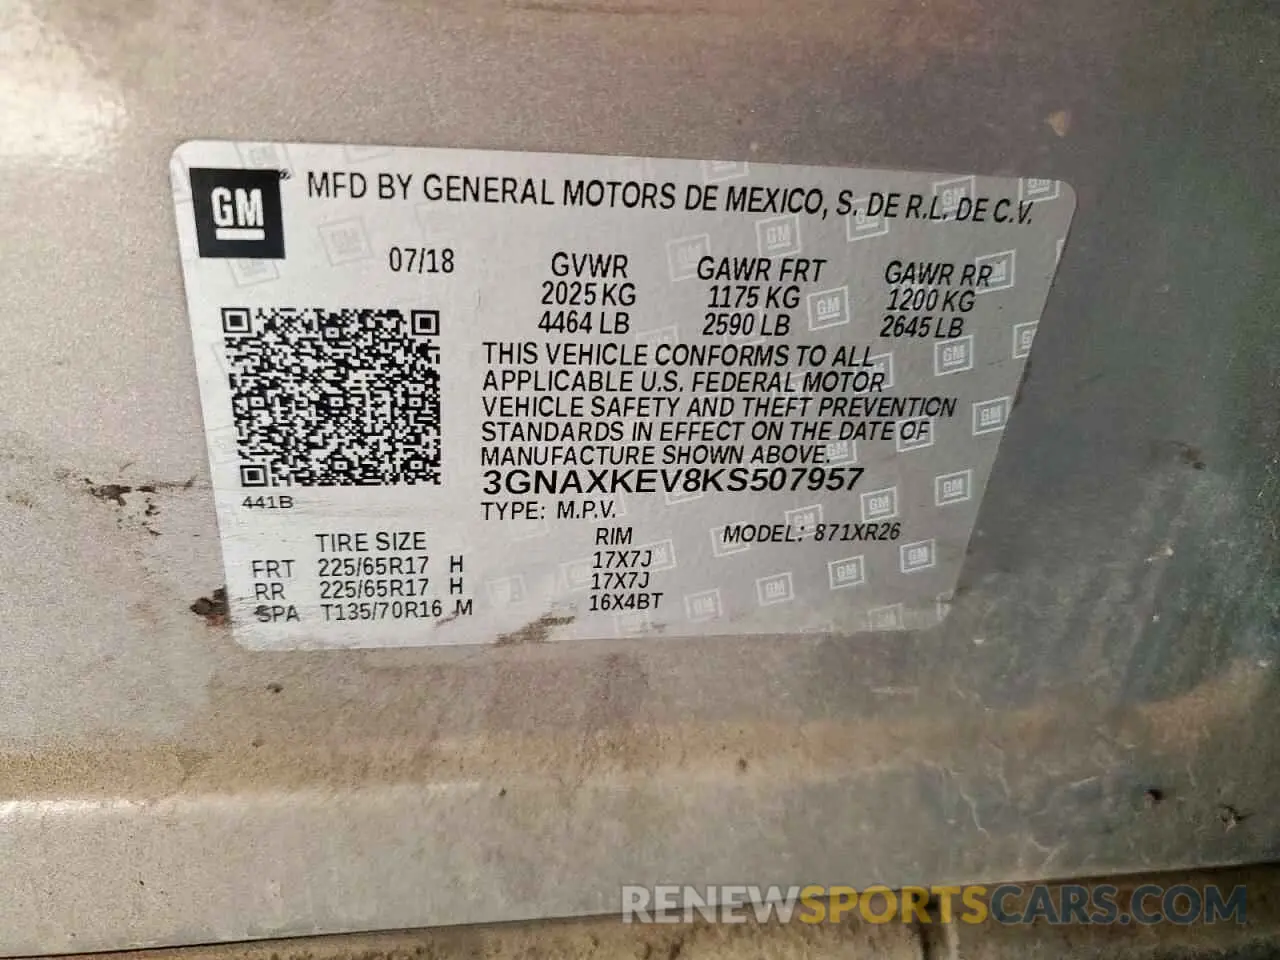 GM
MFD BY GENERAL MOTORS DE MEXICO, S. DE R.L. DE C.V.
07/18 GVWR GAWR FRT GAWR RR
2025 KG 1175 KG 1200 KG
4464 LB 2590 LB 2645 LB
THIS VEHICLE CONFORMS TO ALL
APPLICABLE U.S. FEDERAL MOTOR
VEHICLE SAFETY AND THEFT PREVENTION
STANDARDS IN EFFECT ON THE DATE OF
MANUFACTURE SHOWN ABOVE.
3GNAXKEV8KS507957
441B
TYPE: M.P.V.
TIRE SIZE RIM MODEL: 871XR26
FRT 225/65R17 H 17X7J
RR 225/65R17 H 17X7J
SPA T135/70R16 M 16X4BT
RENEWSPORTSCARS.COM